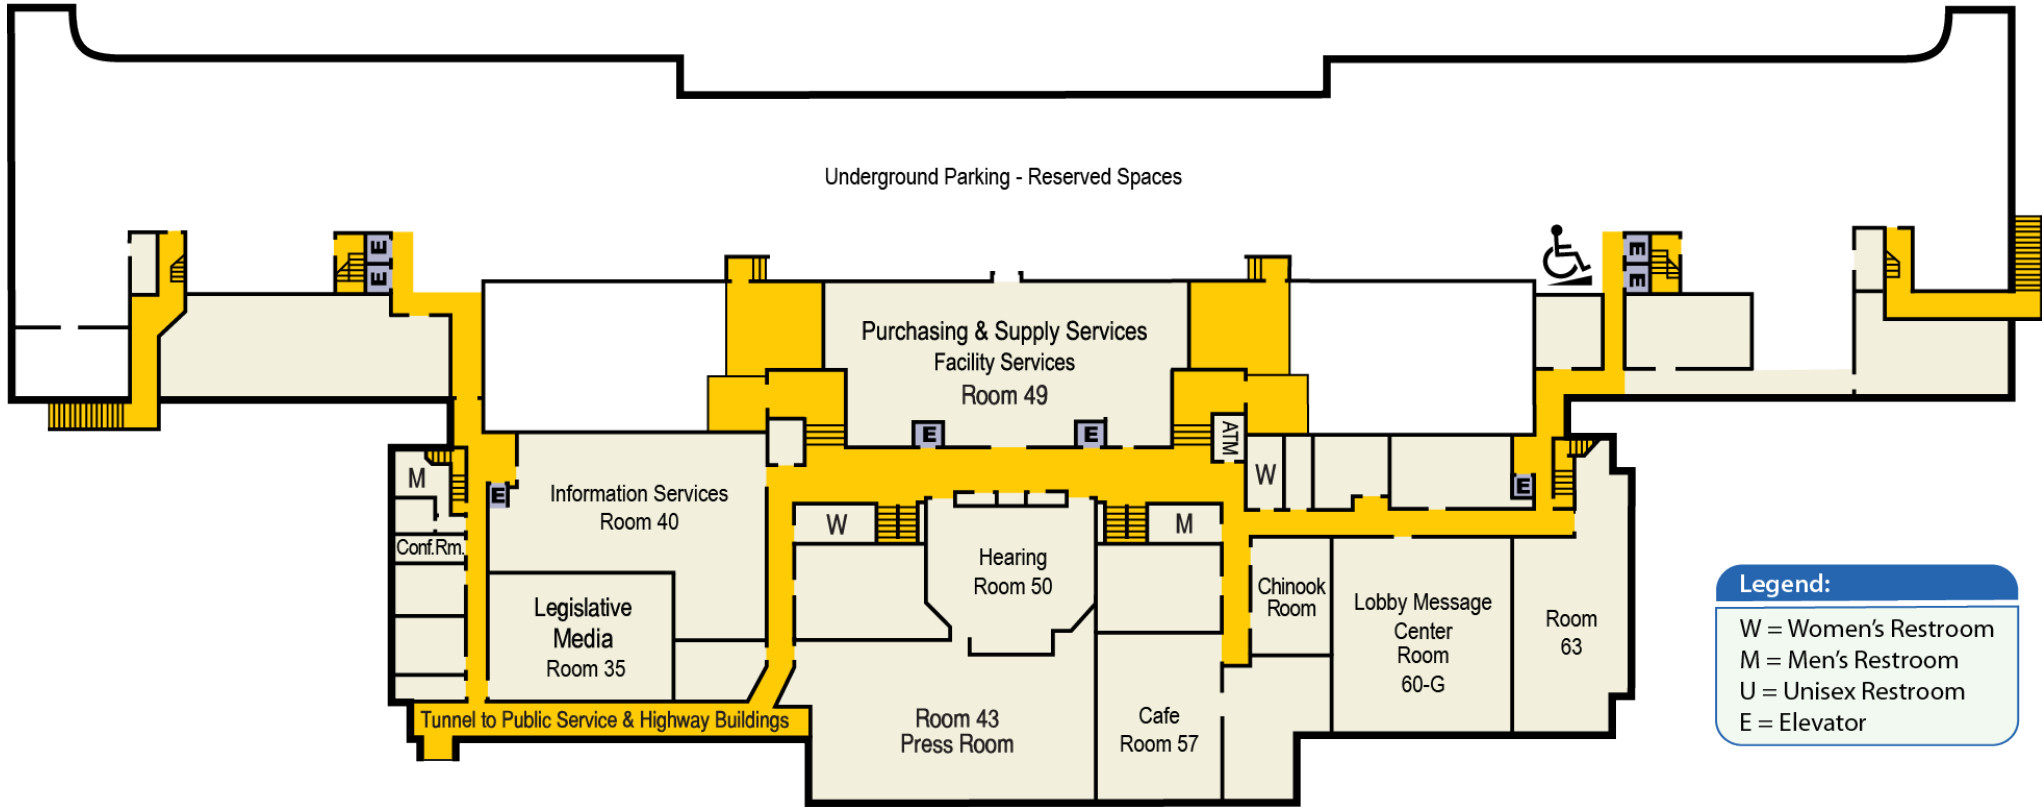 Underground Parking - Reserved Spaces
E
E
E
E
Purchasing & Supply Services
Facility Services
Room 49
E
E
ATM
M
E
Information Services
Room 40
W
E
W
M
Conf.Rm.
Hearing
Room 50
Chinook
Room
Legislative
Media
Room 35
Lobby Message
Center
Room
60-G
Room
63
Tunnel to Public Service & Highway Buildings
Room 43
Press Room
Cafe
Room 57
Legend:
W = Women's Restroom
M = Men's Restroom
U = Unisex Restroom
E = Elevator